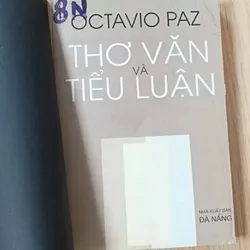 8N
OCTAVIO PAZ
THƠ VĂN
VÀ
TIỂU LUẬN
NHÀ XUẤT BẢN
ĐÀ NẴNG